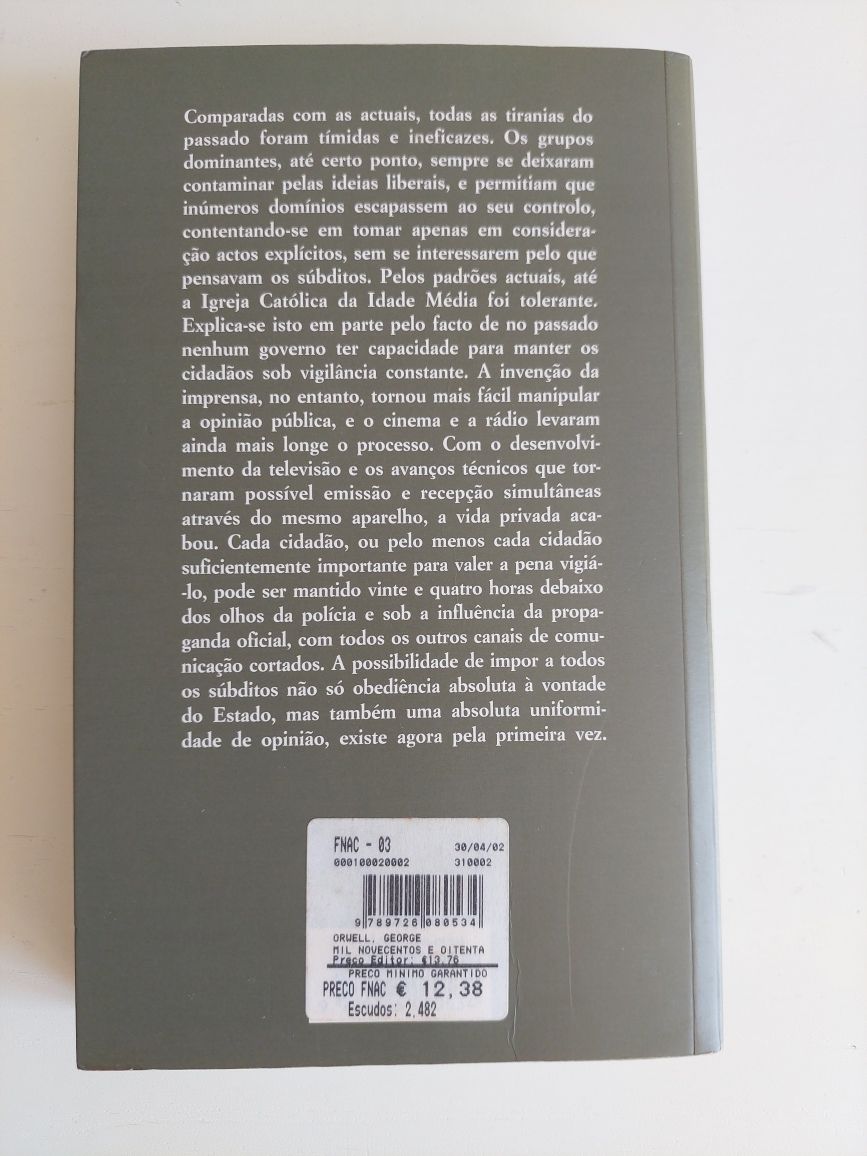 Comparadas com as actuais, todas as tiranias do
passado foram tímidas e ineficazes. Os grupos
dominantes, até certo ponto, sempre se deixaram
contaminar pelas ideias liberais, e permitiam que
inúmeros domínios escapassem ao seu controlo,
contentando-se em tomar apenas em considera-
ção actos explícitos, sem se interessarem pelo que
pensavam os súbditos. Pelos padrões actuais, até
a Igreja Católica da Idade Média foi tolerante.
Explica-se isto em parte pelo facto de no passado
nenhum governo ter capacidade para manter os
cidadãos sob vigilância constante. A invenção da
imprensa, no entanto, tornou mais fácil manipular
a opinião pública, e o cinema e a rádio levaram
ainda mais longe o processo. Com o desenvolvi-
mento da televisão e os avanços técnicos que tor-
naram possível emissão e recepção simultâneas
através do mesmo aparelho, a vida privada aca-
bou. Cada cidadão, ou pelo menos cada cidadão
suficientemente importante para valer a pena vigiá-
-lo, pode ser mantido vinte e quatro horas debaixo
dos olhos da polícia e sob a influência da propa-
ganda oficial, com todos os outros canais de comu-
nicação cortados. A possibilidade de impor a todos
os súbditos não só obediência absoluta à vontade
do Estado, mas também uma absoluta uniformi-
dade de opinião, existe agora pela primeira vez.
FNAC - 03 30/04/02
000100020002 310002
9 789726 080534
ORWELL, GEORGE
MIL NOVECENTOS E OITENTA
Preco Editor: €13,76
PRECO MINIMO GARANTIDO
PRECO FNAC € 12,38
Escudos: 2.482